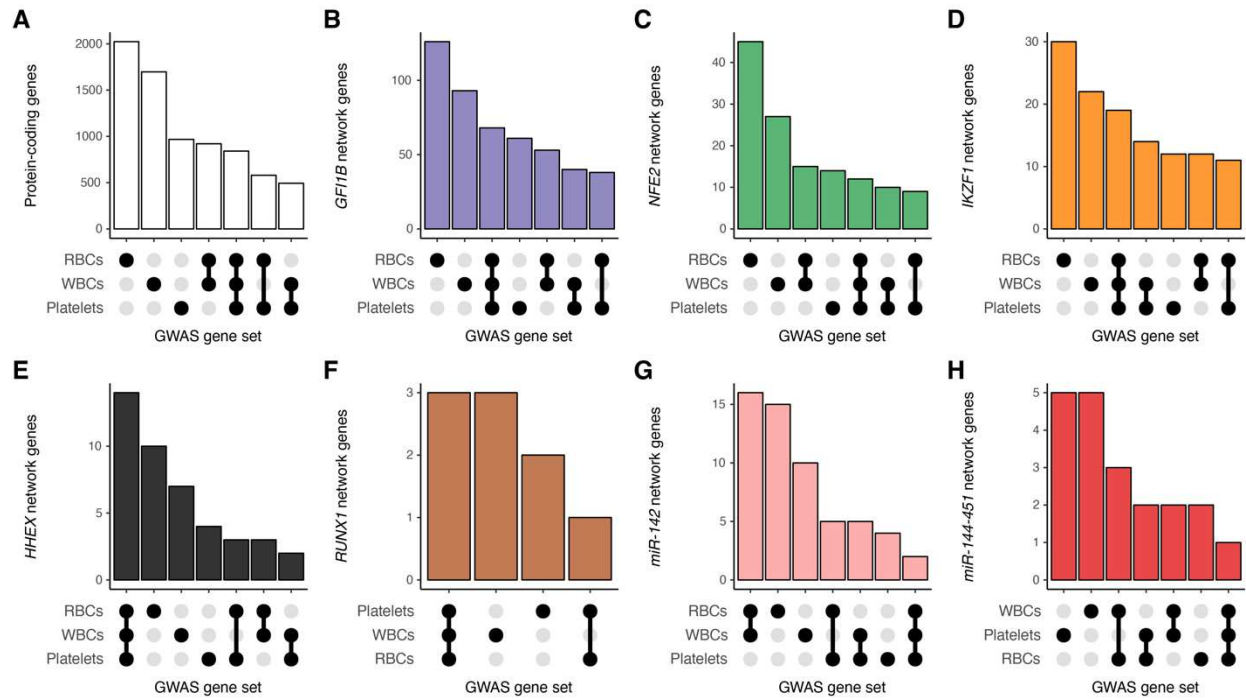 A
Protein-coding genes
2000
1500
1000
500
0
RBCs
WBCs
Platelets
GWAS gene set
B
GFI1B network genes
100
50
0
RBCs
WBCs
Platelets
GWAS gene set
C
NFE2 network genes
40
30
20
10
0
RBCs
WBCs
Platelets
GWAS gene set
D
IKZF1 network genes
30
20
10
0
RBCs
WBCs
Platelets
GWAS gene set
E
HHEX network genes
10
5
0
RBCs
WBCs
Platelets
GWAS gene set
F
RUNX1 network genes
3
2
1
0
Platelets
WBCs
RBCs
GWAS gene set
G
miR-142 network genes
15
10
5
0
RBCs
WBCs
Platelets
GWAS gene set
H
miR-144-451 network genes
5
4
3
2
1
0
WBCs
Platelets
RBCs
GWAS gene set